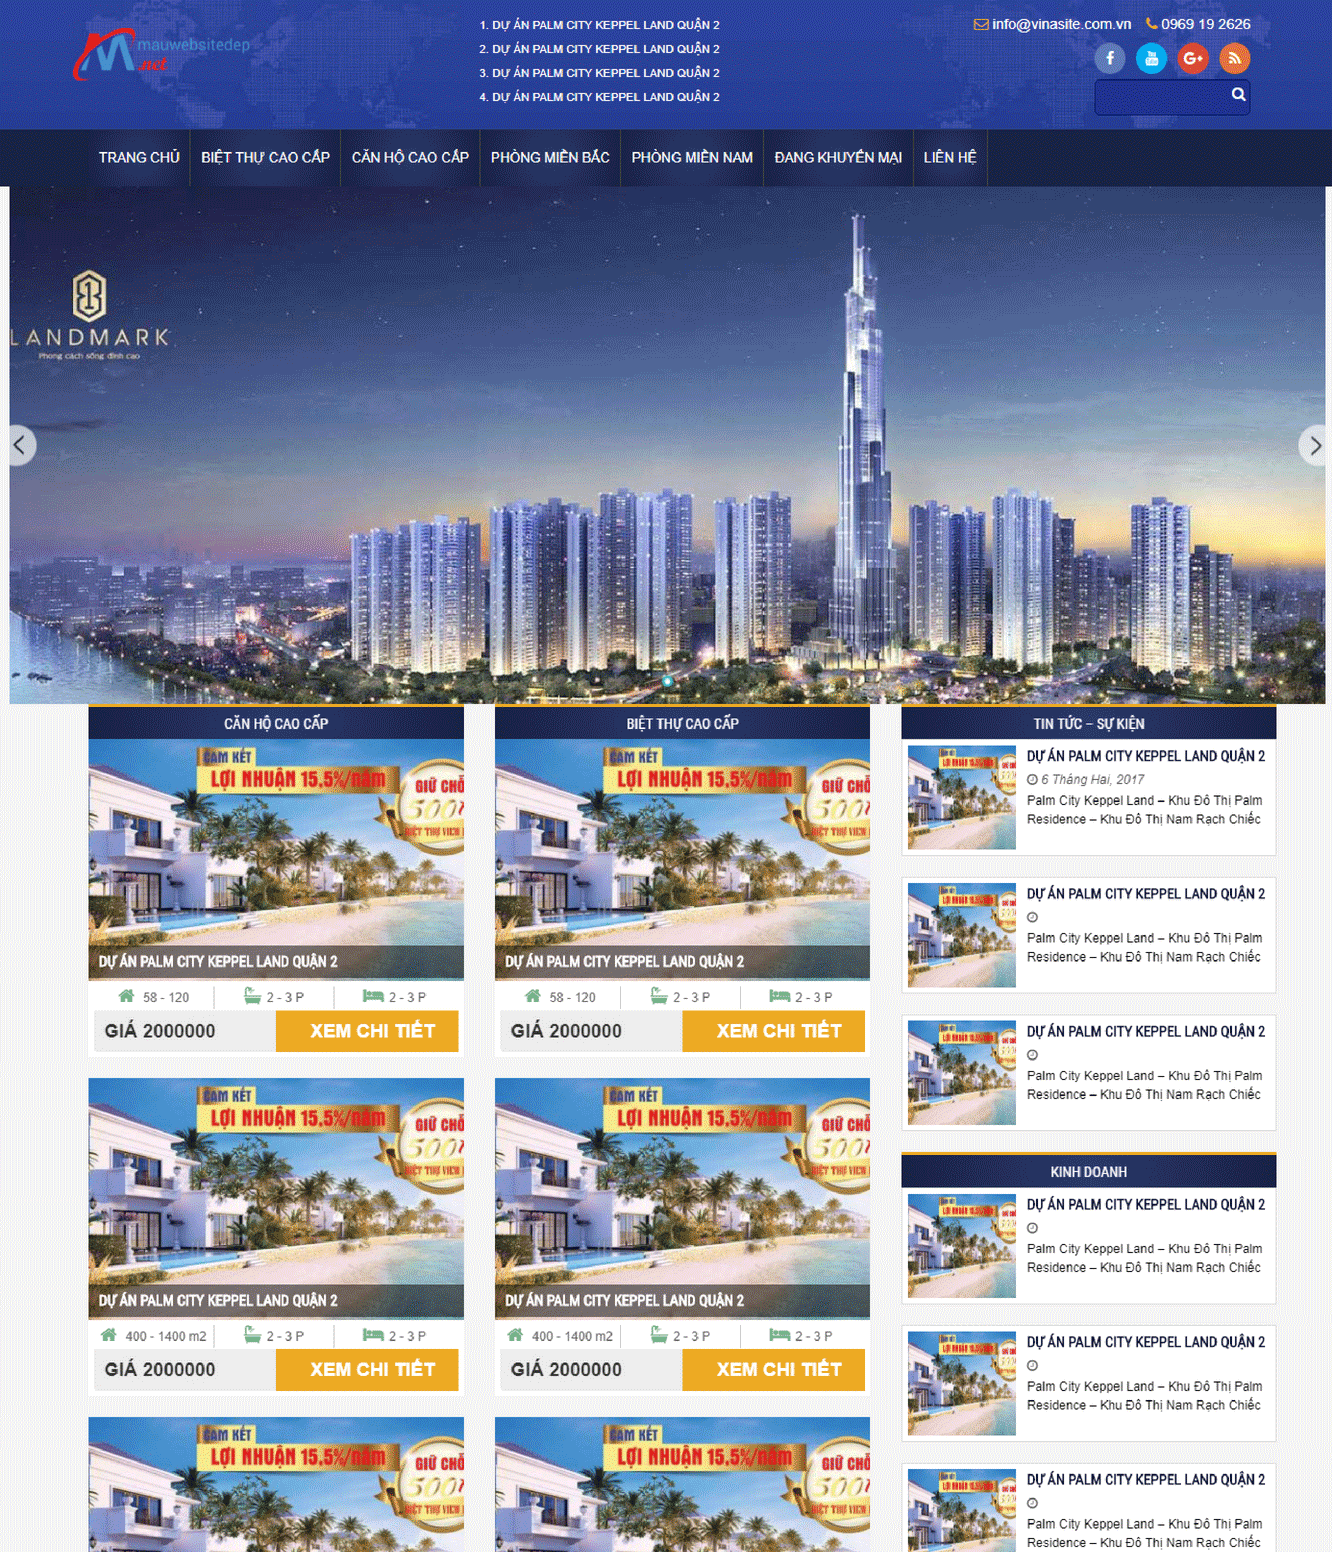 mauwebsitedep
.net
1. DỰ ÁN PALM CITY KEPPEL LAND QUẬN 2
2. DỰ ÁN PALM CITY KEPPEL LAND QUẬN 2
3. DỰ ÁN PALM CITY KEPPEL LAND QUẬN 2
4. DỰ ÁN PALM CITY KEPPEL LAND QUẬN 2
info@vinasite.com.vn 0969 19 2626
TRANG CHỦ BIỆT THỰ CAO CẤP CĂN HỘ CAO CẤP PHÒNG MIỀN BẮC PHÒNG MIỀN NAM ĐANG KHUYẾN MẠI LIÊN HỆ
LANDMARK
Phong cách sống đỉnh cao
CĂN HỘ CAO CẤP
CAM KẾT
LỢI NHUẬN 15,5%/năm
GIỮ CHỖ
500
BIỆT THỰ VIEW
DỰ ÁN PALM CITY KEPPEL LAND QUẬN 2
58 - 120 2 - 3 P 2 - 3 P
GIÁ 2000000 XEM CHI TIẾT
CAM KẾT
LỢI NHUẬN 15,5%/năm
GIỮ CHỖ
500
BIỆT THỰ VIEW
DỰ ÁN PALM CITY KEPPEL LAND QUẬN 2
400 - 1400 m2 2 - 3 P 2 - 3 P
GIÁ 2000000 XEM CHI TIẾT
CAM KẾT
LỢI NHUẬN 15,5%/năm
GIỮ CHỖ
500
BIỆT THỰ VIEW
BIỆT THỰ CAO CẤP
CAM KẾT
LỢI NHUẬN 15,5%/năm
GIỮ CHỖ
500
BIỆT THỰ VIEW
DỰ ÁN PALM CITY KEPPEL LAND QUẬN 2
58 - 120 2 - 3 P 2 - 3 P
GIÁ 2000000 XEM CHI TIẾT
CAM KẾT
LỢI NHUẬN 15,5%/năm
GIỮ CHỖ
500
BIỆT THỰ VIEW
DỰ ÁN PALM CITY KEPPEL LAND QUẬN 2
400 - 1400 m2 2 - 3 P 2 - 3 P
GIÁ 2000000 XEM CHI TIẾT
CAM KẾT
LỢI NHUẬN 15,5%/năm
GIỮ CHỖ
500
BIỆT THỰ VIEW
TIN TỨC – SỰ KIỆN
DỰ ÁN PALM CITY KEPPEL LAND QUẬN 2
6 Tháng Hai, 2017
Palm City Keppel Land – Khu Đô Thị Palm
Residence – Khu Đô Thị Nam Rạch Chiếc
DỰ ÁN PALM CITY KEPPEL LAND QUẬN 2
Palm City Keppel Land – Khu Đô Thị Palm
Residence – Khu Đô Thị Nam Rạch Chiếc
DỰ ÁN PALM CITY KEPPEL LAND QUẬN 2
Palm City Keppel Land – Khu Đô Thị Palm
Residence – Khu Đô Thị Nam Rạch Chiếc
KINH DOANH
DỰ ÁN PALM CITY KEPPEL LAND QUẬN 2
Palm City Keppel Land – Khu Đô Thị Palm
Residence – Khu Đô Thị Nam Rạch Chiếc
DỰ ÁN PALM CITY KEPPEL LAND QUẬN 2
Palm City Keppel Land – Khu Đô Thị Palm
Residence – Khu Đô Thị Nam Rạch Chiếc
DỰ ÁN PALM CITY KEPPEL LAND QUẬN 2
Palm City Keppel Land – Khu Đô Thị Palm
Residence – Khu Đô Thị Nam Rạch Chiếc